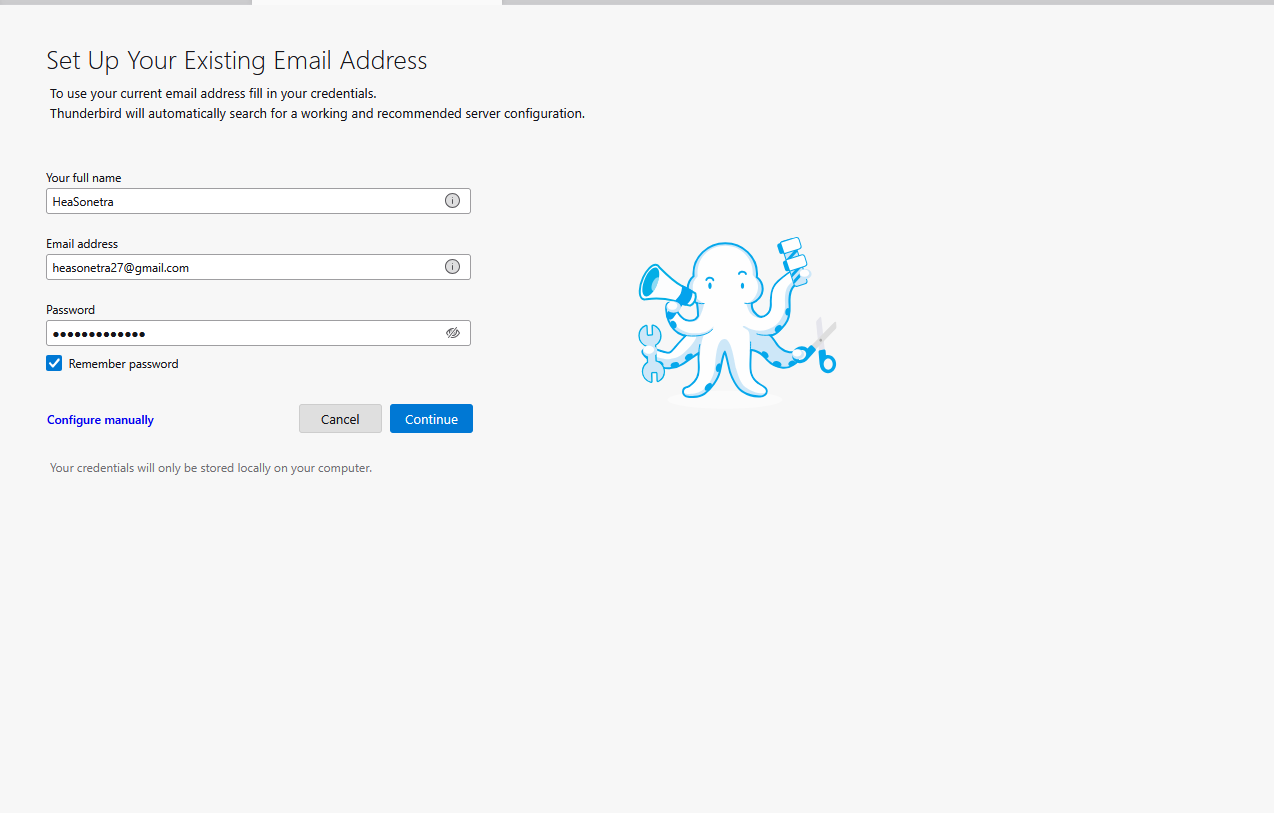 Set Up Your Existing Email Address
To use your current email address fill in your credentials.
Thunderbird will automatically search for a working and recommended server configuration.
Your full name
HeaSonetra
Email address
heasonetra27@gmail.com
Password
●●●●●●●●●●●●●
Remember password
Configure manually
Cancel
Continue
Your credentials will only be stored locally on your computer.